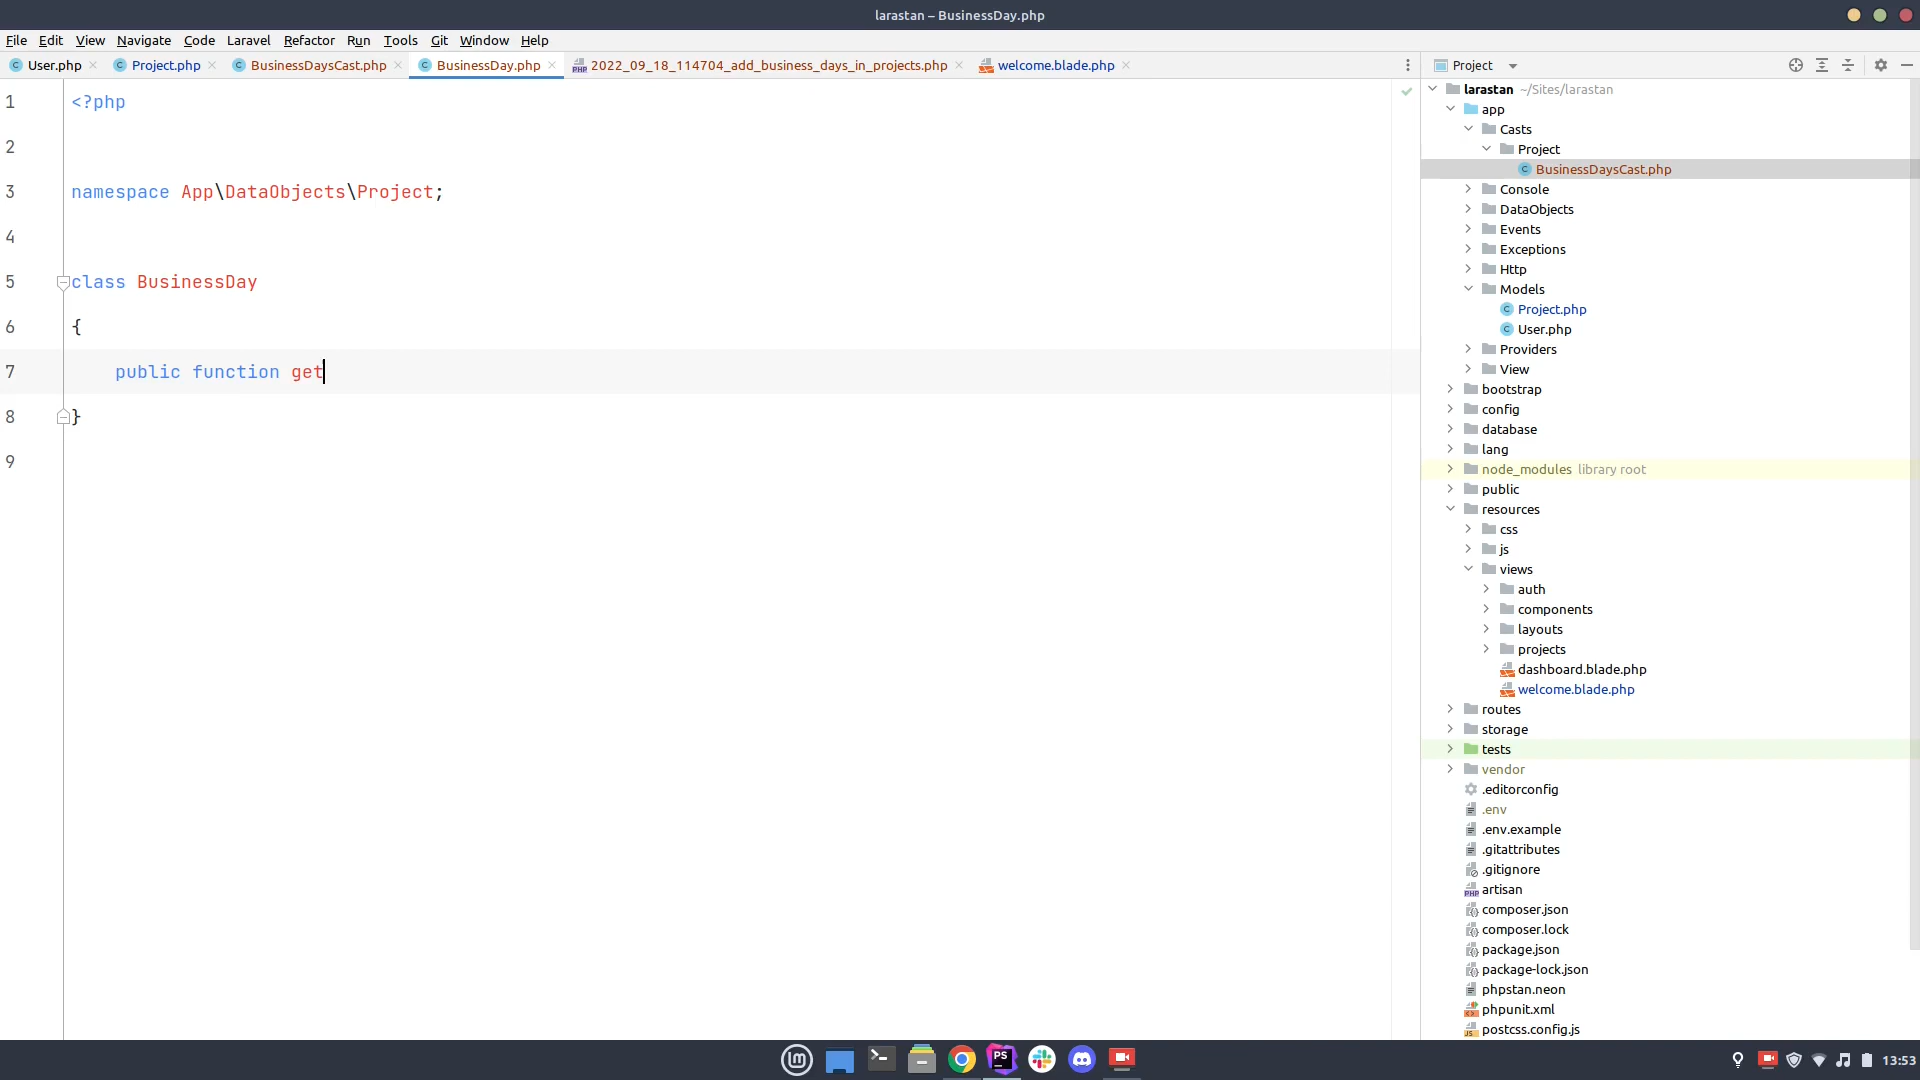 larastan – BusinessDay.php
File Edit View Navigate Code Laravel Refactor Run Tools Git Window Help
User.php Project.php BusinessDaysCast.php BusinessDay.php 2022_09_18_114704_add_business_days_in_projects.php welcome.blade.php
Project
1 <?php
2
3 namespace App\DataObjects\Project;
4
5 class BusinessDay
6 {
7 public function get
8 }
9
larastan ~/Sites/larastan
app
Casts
Project
BusinessDaysCast.php
Console
DataObjects
Events
Exceptions
Http
Models
Project.php
User.php
Providers
View
bootstrap
config
database
lang
node_modules library root
public
resources
css
js
views
auth
components
layouts
projects
dashboard.blade.php
welcome.blade.php
routes
storage
tests
vendor
.editorconfig
.env
.env.example
.gitattributes
.gitignore
artisan
composer.json
composer.lock
package.json
package-lock.json
phpstan.neon
phpunit.xml
postcss.config.js
PS
13:53